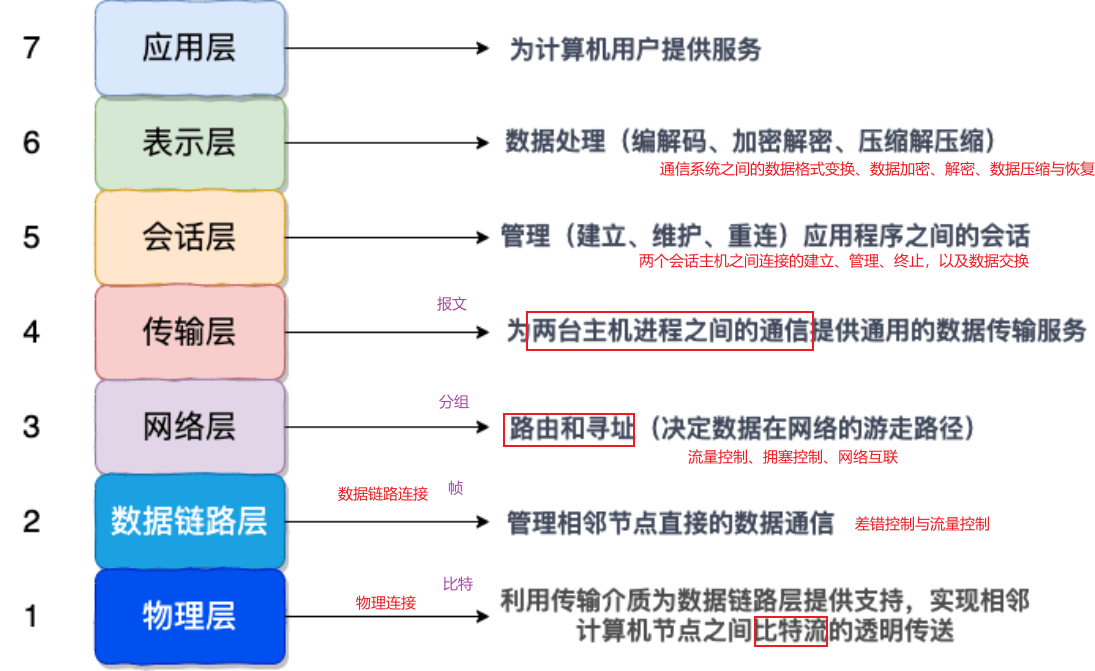 7 应用层 为计算机用户提供服务
6 表示层 数据处理（编解码、加密解密、压缩解压缩）
通信系统之间的数据格式变换、数据加密、解密、数据压缩与恢复
5 会话层 管理（建立、维护、重连）应用程序之间的会话
两个会话主机之间连接的建立、管理、终止，以及数据交换
报文
4 传输层 为两台主机进程之间的通信提供通用的数据传输服务
分组
3 网络层 路由和寻址（决定数据在网络的游走路径）
流量控制、拥塞控制、网络互联
数据链路连接 帧
2 数据链路层 管理相邻节点直接的数据通信 差错控制与流量控制
比特
物理连接
1 物理层 利用传输介质为数据链路层提供支持，实现相邻
计算机节点之间比特流的透明传送